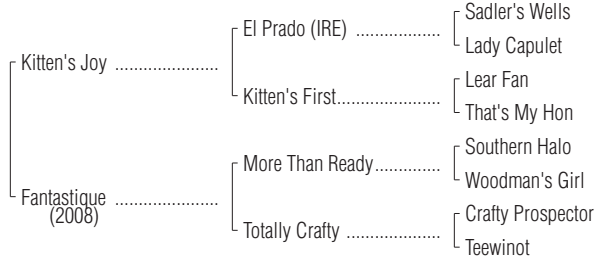 Sadler's Wells
El Prado (IRE) ..................
Lady Capulet
Kitten's Joy ......................
Lear Fan
Kitten's First......................
That's My Hon
Southern Halo
More Than Ready..............
Woodman's Girl
Fantastique ......................
(2008)
Crafty Prospector
Totally Crafty ....................
Teewinot